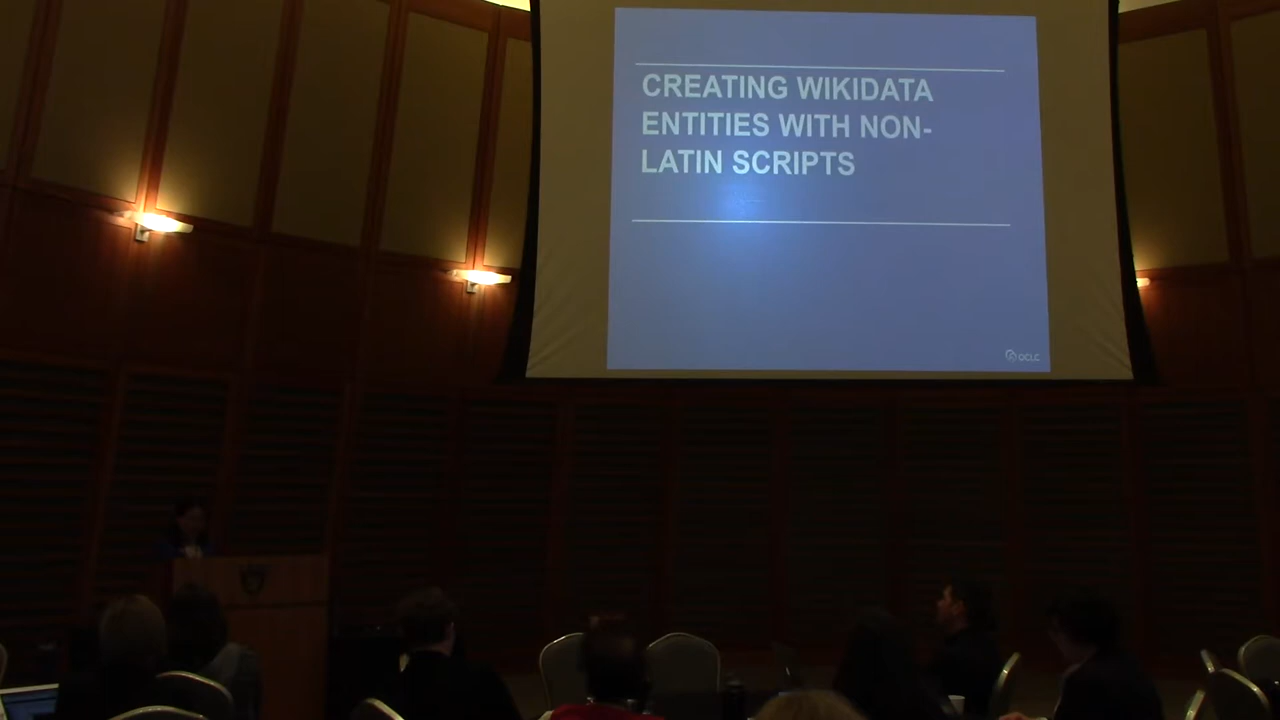 CREATING WIKIDATA
ENTITIES WITH NON-
LATIN SCRIPTS
OCLC